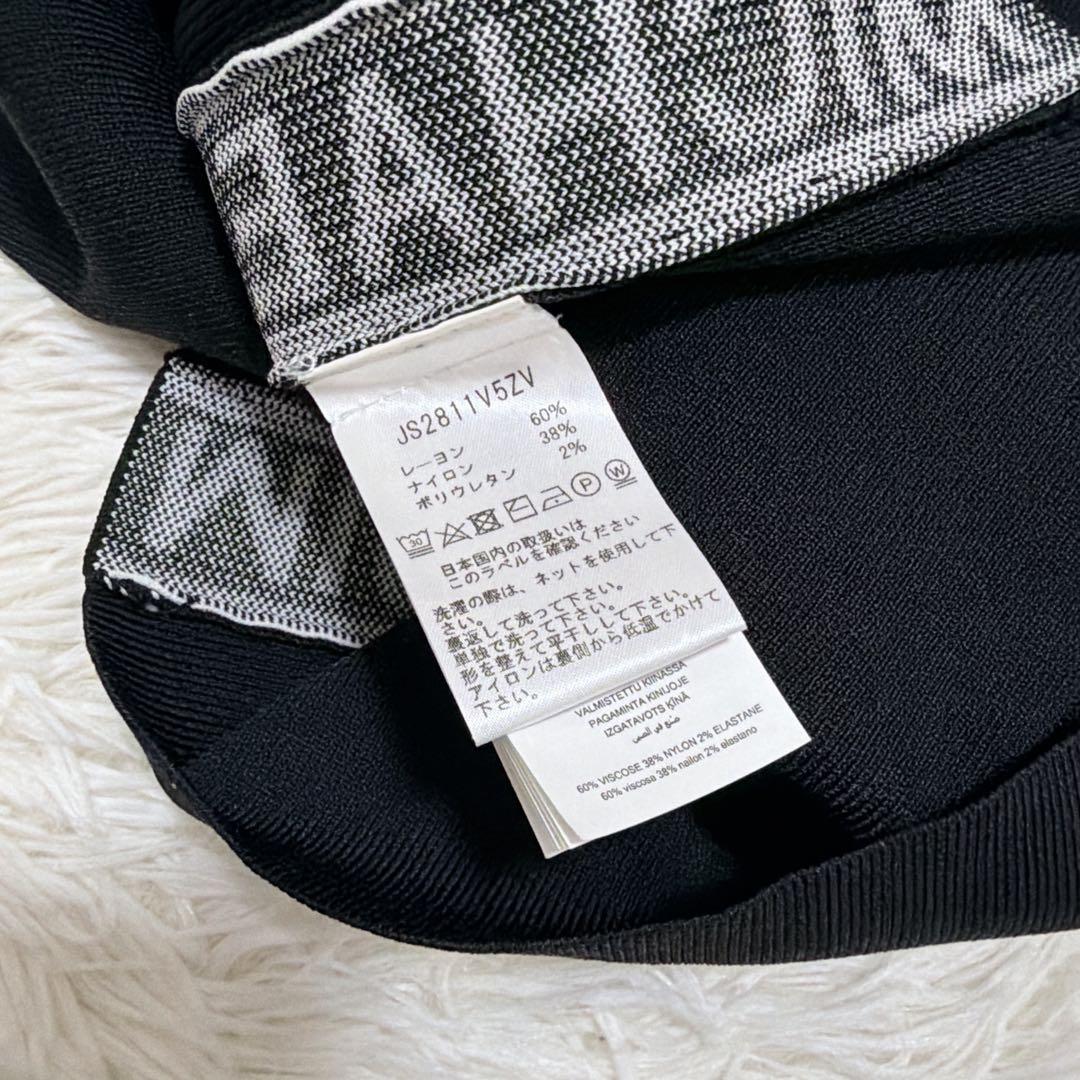 JS2811V5ZV
レーヨン 60%
ナイロン 38%
ポリウレタン 2%
30 P W
日本国内の取扱いは
このラベルを確認ください
洗濯の際は、ネットを使用して下
さい。
裏返して洗って下さい。
単独で洗って下さい。
形を整えて平干しして下さい。
アイロンは裏側から低温でかけて
下さい。
VALMISTETTU KIINASSA
PAGAMINTA KINIJOJE
IZGATAVOTS ĶĪNĀ
صنع في الصين
60% VISCOSE 38% NYLON 2% ELASTANE
60% viscosa 38% nailon 2% elastano